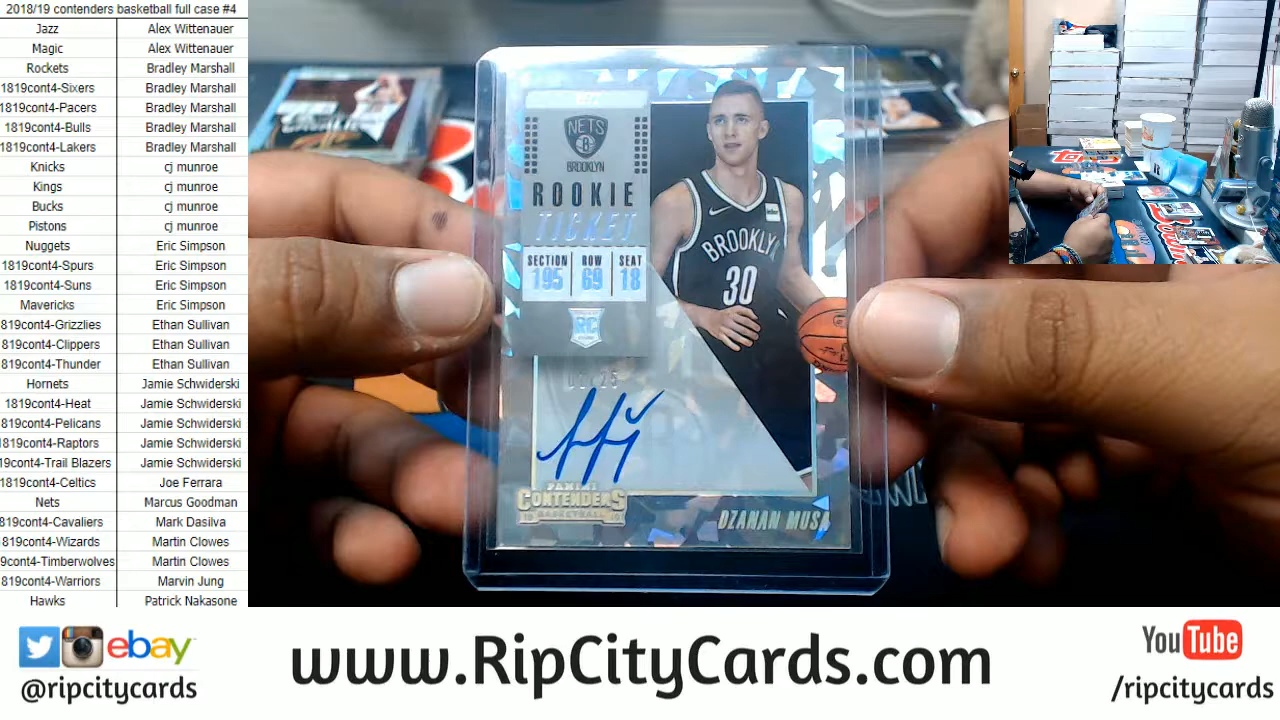 2018/19 contenders basketball full case #4
Jazz Alex Wittenauer
Magic Alex Wittenauer
Rockets Bradley Marshall
1819cont4-Sixers Bradley Marshall
1819cont4-Pacers Bradley Marshall
1819cont4-Bulls Bradley Marshall
1819cont4-Lakers Bradley Marshall
Knicks cj munroe
Kings cj munroe
Bucks cj munroe
Pistons cj munroe
Nuggets Eric Simpson
1819cont4-Spurs Eric Simpson
1819cont4-Suns Eric Simpson
Mavericks Eric Simpson
819cont4-Grizzlies Ethan Sullivan
819cont4-Clippers Ethan Sullivan
819cont4-Thunder Ethan Sullivan
Hornets Jamie Schwiderski
1819cont4-Heat Jamie Schwiderski
819cont4-Pelicans Jamie Schwiderski
819cont4-Raptors Jamie Schwiderski
19cont4-Trail Blazers Jamie Schwiderski
1819cont4-Celtics Joe Ferrara
Nets Marcus Goodman
819cont4-Cavaliers Mark Dasilva
819cont4-Wizards Martin Clowes
9cont4-Timberwolves Martin Clowes
819cont4-Warriors Marvin Jung
Hawks Patrick Nakasone
NETS
B
BROOKLYN
ROOKIE
TICKET
SECTION ROW SEAT
195 69 18
RC
BROOKLYN
30
PANINI
CONTENDERS
BASKETBALL
DZANAN MUSA
ebay
@ripcitycards
www.RipCityCards.com
YouTube
/ripcitycards